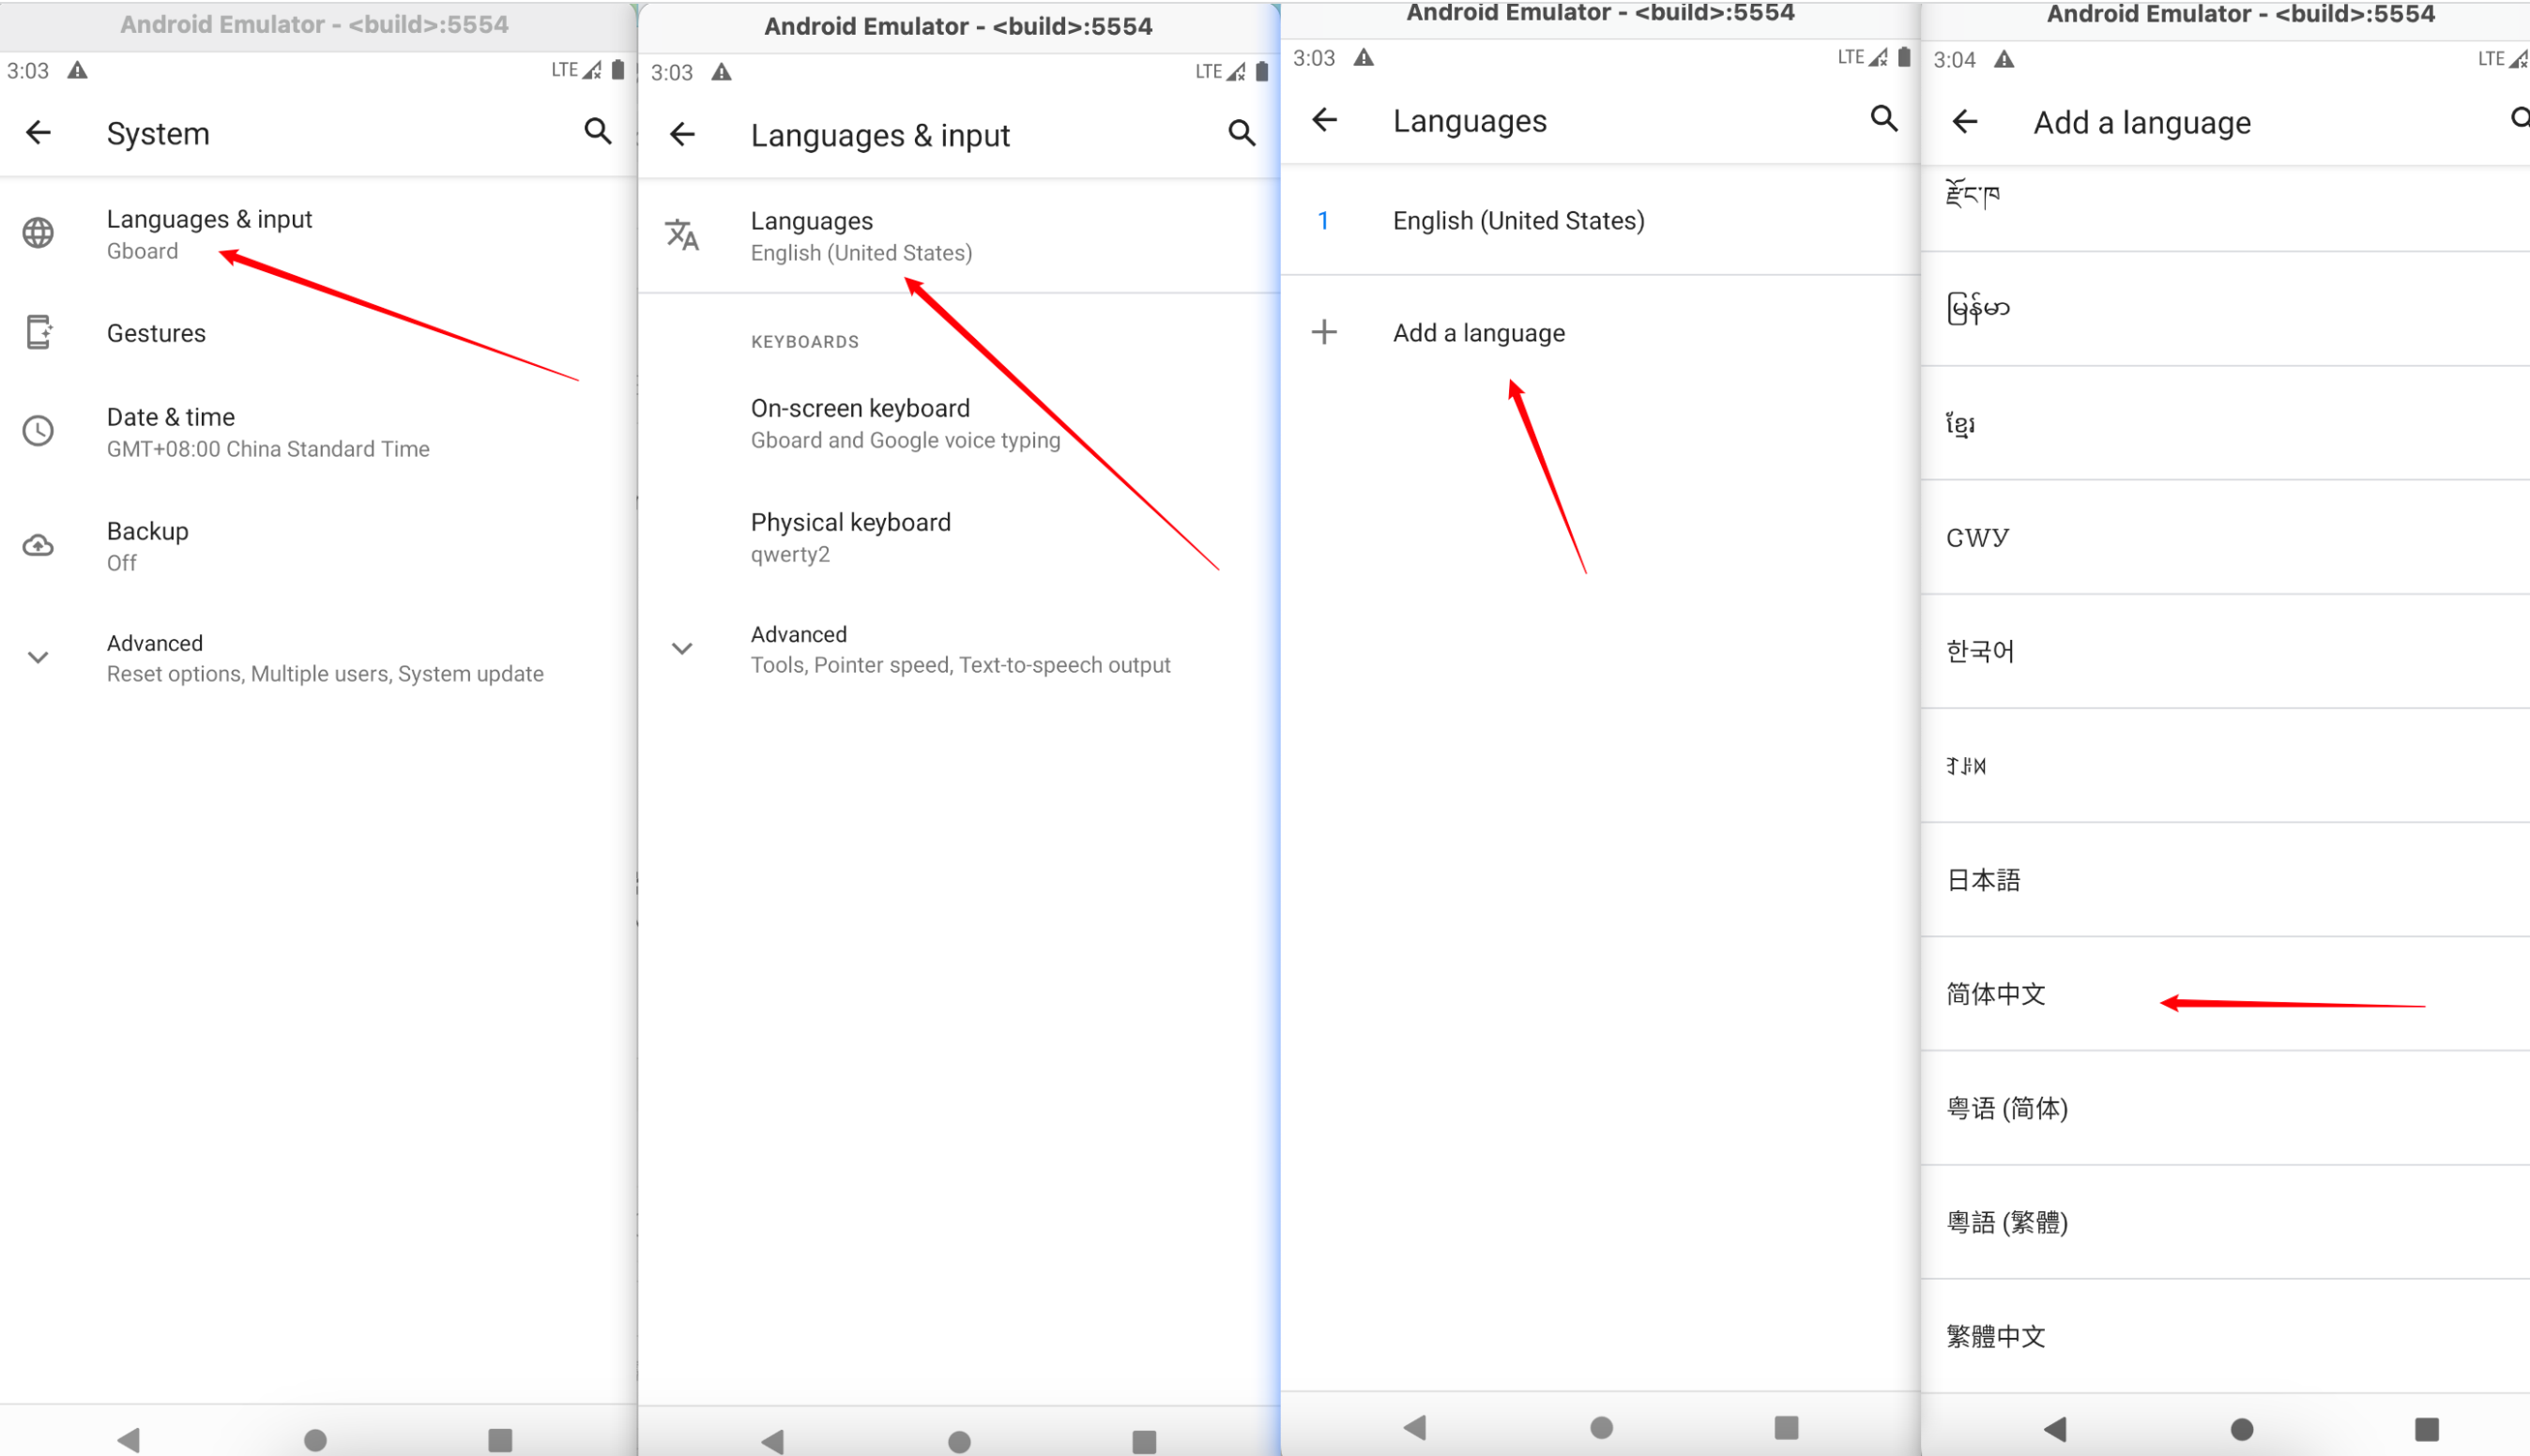 Android Emulator - <build>:5554
3:03
LTE
System
Languages & input
Gboard
Gestures
Date & time
GMT+08:00 China Standard Time
Backup
Off
Advanced
Reset options, Multiple users, System update
Android Emulator - <build>:5554
3:03
LTE
Languages & input
Languages
English (United States)
KEYBOARDS
On-screen keyboard
Gboard and Google voice typing
Physical keyboard
qwerty2
Advanced
Tools, Pointer speed, Text-to-speech output
Android Emulator - <build>:5554
3:03
LTE
Languages
1 English (United States)
Add a language
Android Emulator - <build>:5554
3:04
LTE
Add a language
རྫོང་ཁ
မြန်မာ
ខ្មែរ
ᏣᎳᎩ
한국어
日本語
简体中文
粤语 (简体)
粵語 (繁體)
繁體中文